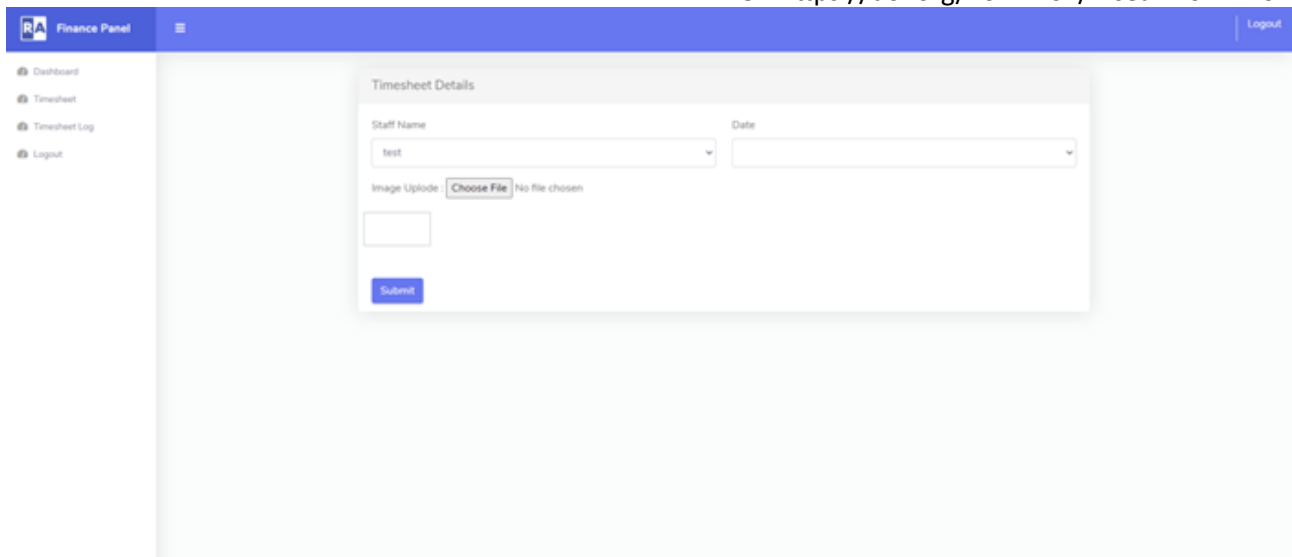 RA Finance Panel
Logout
Dashboard
Timesheet
Timesheet Log
Logout
Timesheet Details
Staff Name
Date
test
Image Uplode : Choose File No file chosen
Submit